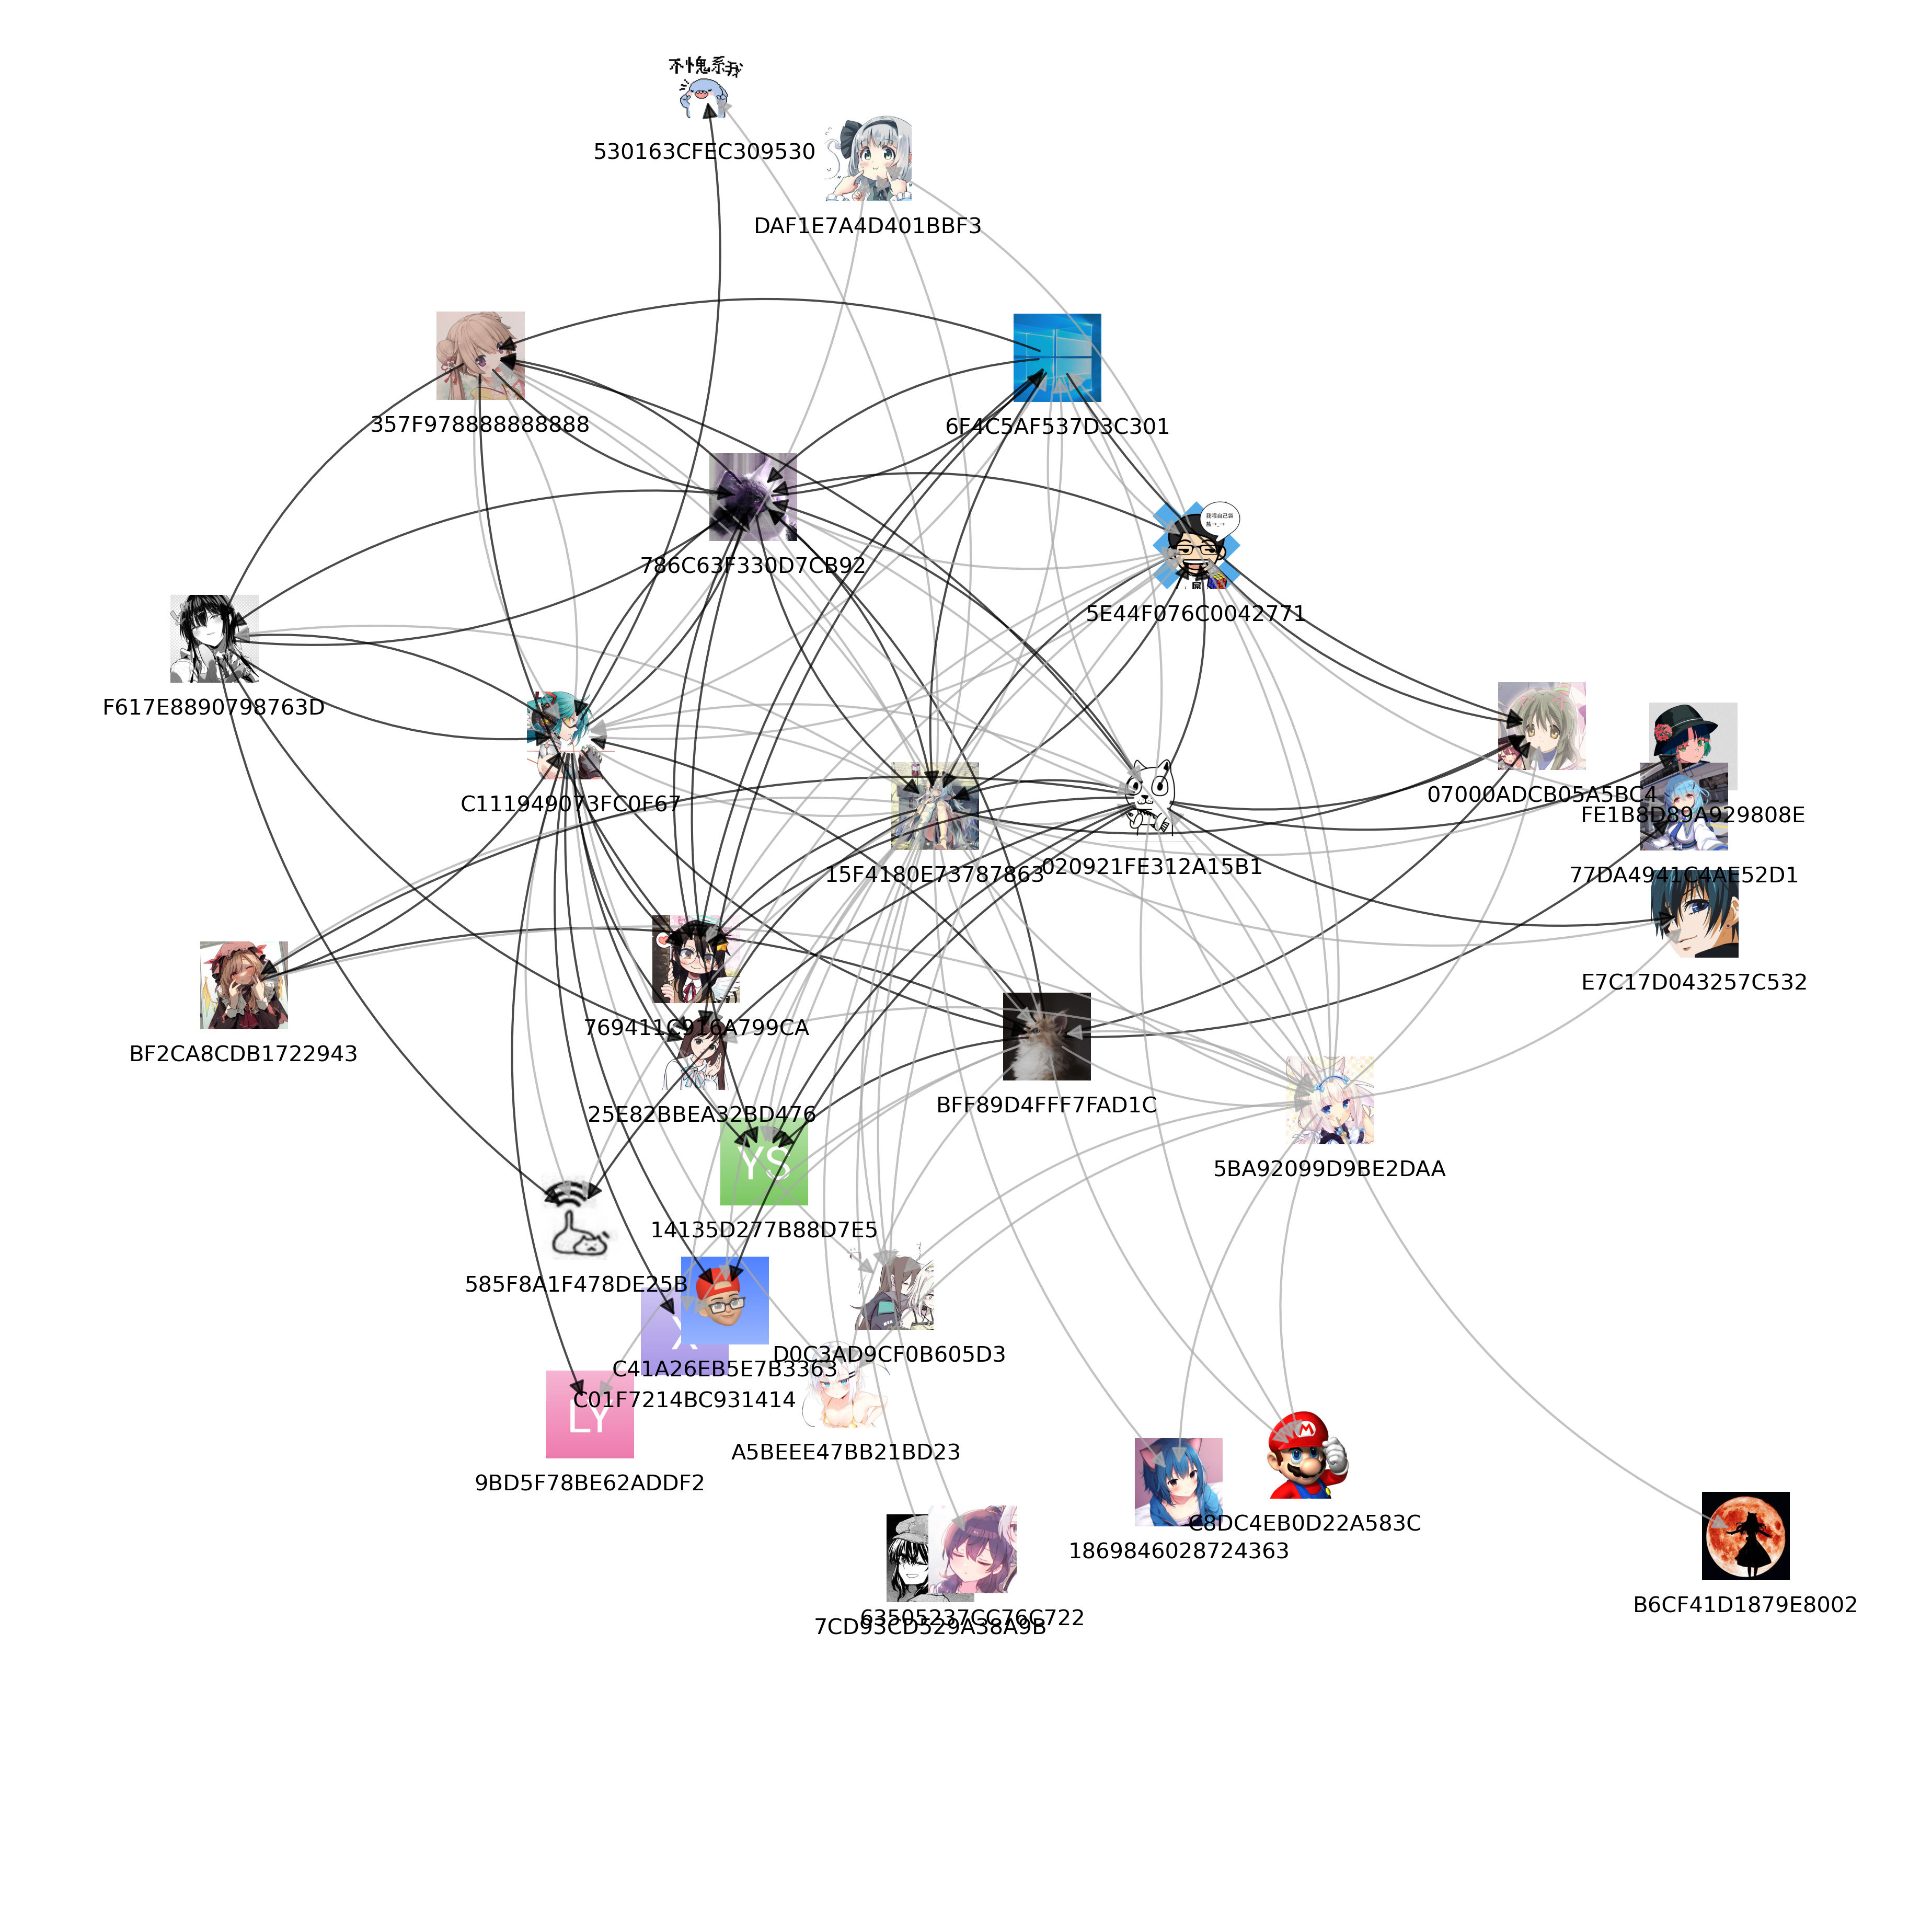 不愧系我
530163CFEC309530
DAF1E7A4D401BBF3
357F978888888888
6F4C5AF537D3C301
786C63F330D7CB92
5E44F076C0042771
F617E8890798763D
C111949073FC0F67
07000ADCB05A5BC4
FE1B8D89A929808E
15F4180E73787863
020921FE312A15B1
77DA4941C4AE52D1
E7C17D043257C532
769411C916A799CA
BF2CA8CDB1722943
25E82BBEA32BD476
BFF89D4FFF7FAD1C
5BA92099D9BE2DAA
YS
14135D277B88D7E5
585F8A1F478DE25B
X
D0C3AD9CF0B605D3
C41A26EB5E7B3363
C01F7214BC931414
LY
A5BEEE47BB21BD23
9BD5F78BE62ADDF2
M
C8DC4EB0D22A583C
1869846028724363
B6CF41D1879E8002
63505237CC76C722
7CD93CD529A38A9B